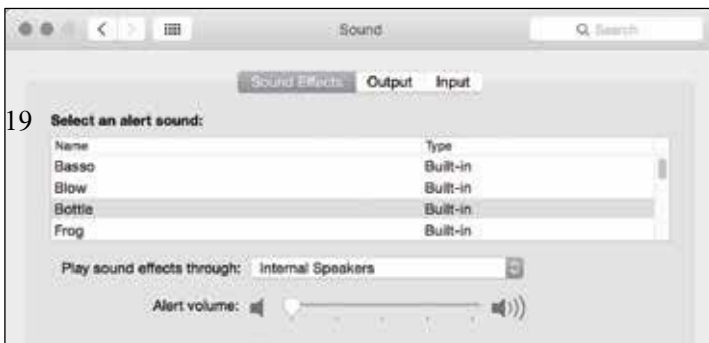 Sound
Search
Sound Effects Output Input
19 Select an alert sound:
Name Type
Basso Built-in
Blow Built-in
Bottle Built-in
Frog Built-in
Play sound effects through: Internal Speakers
Alert volume: